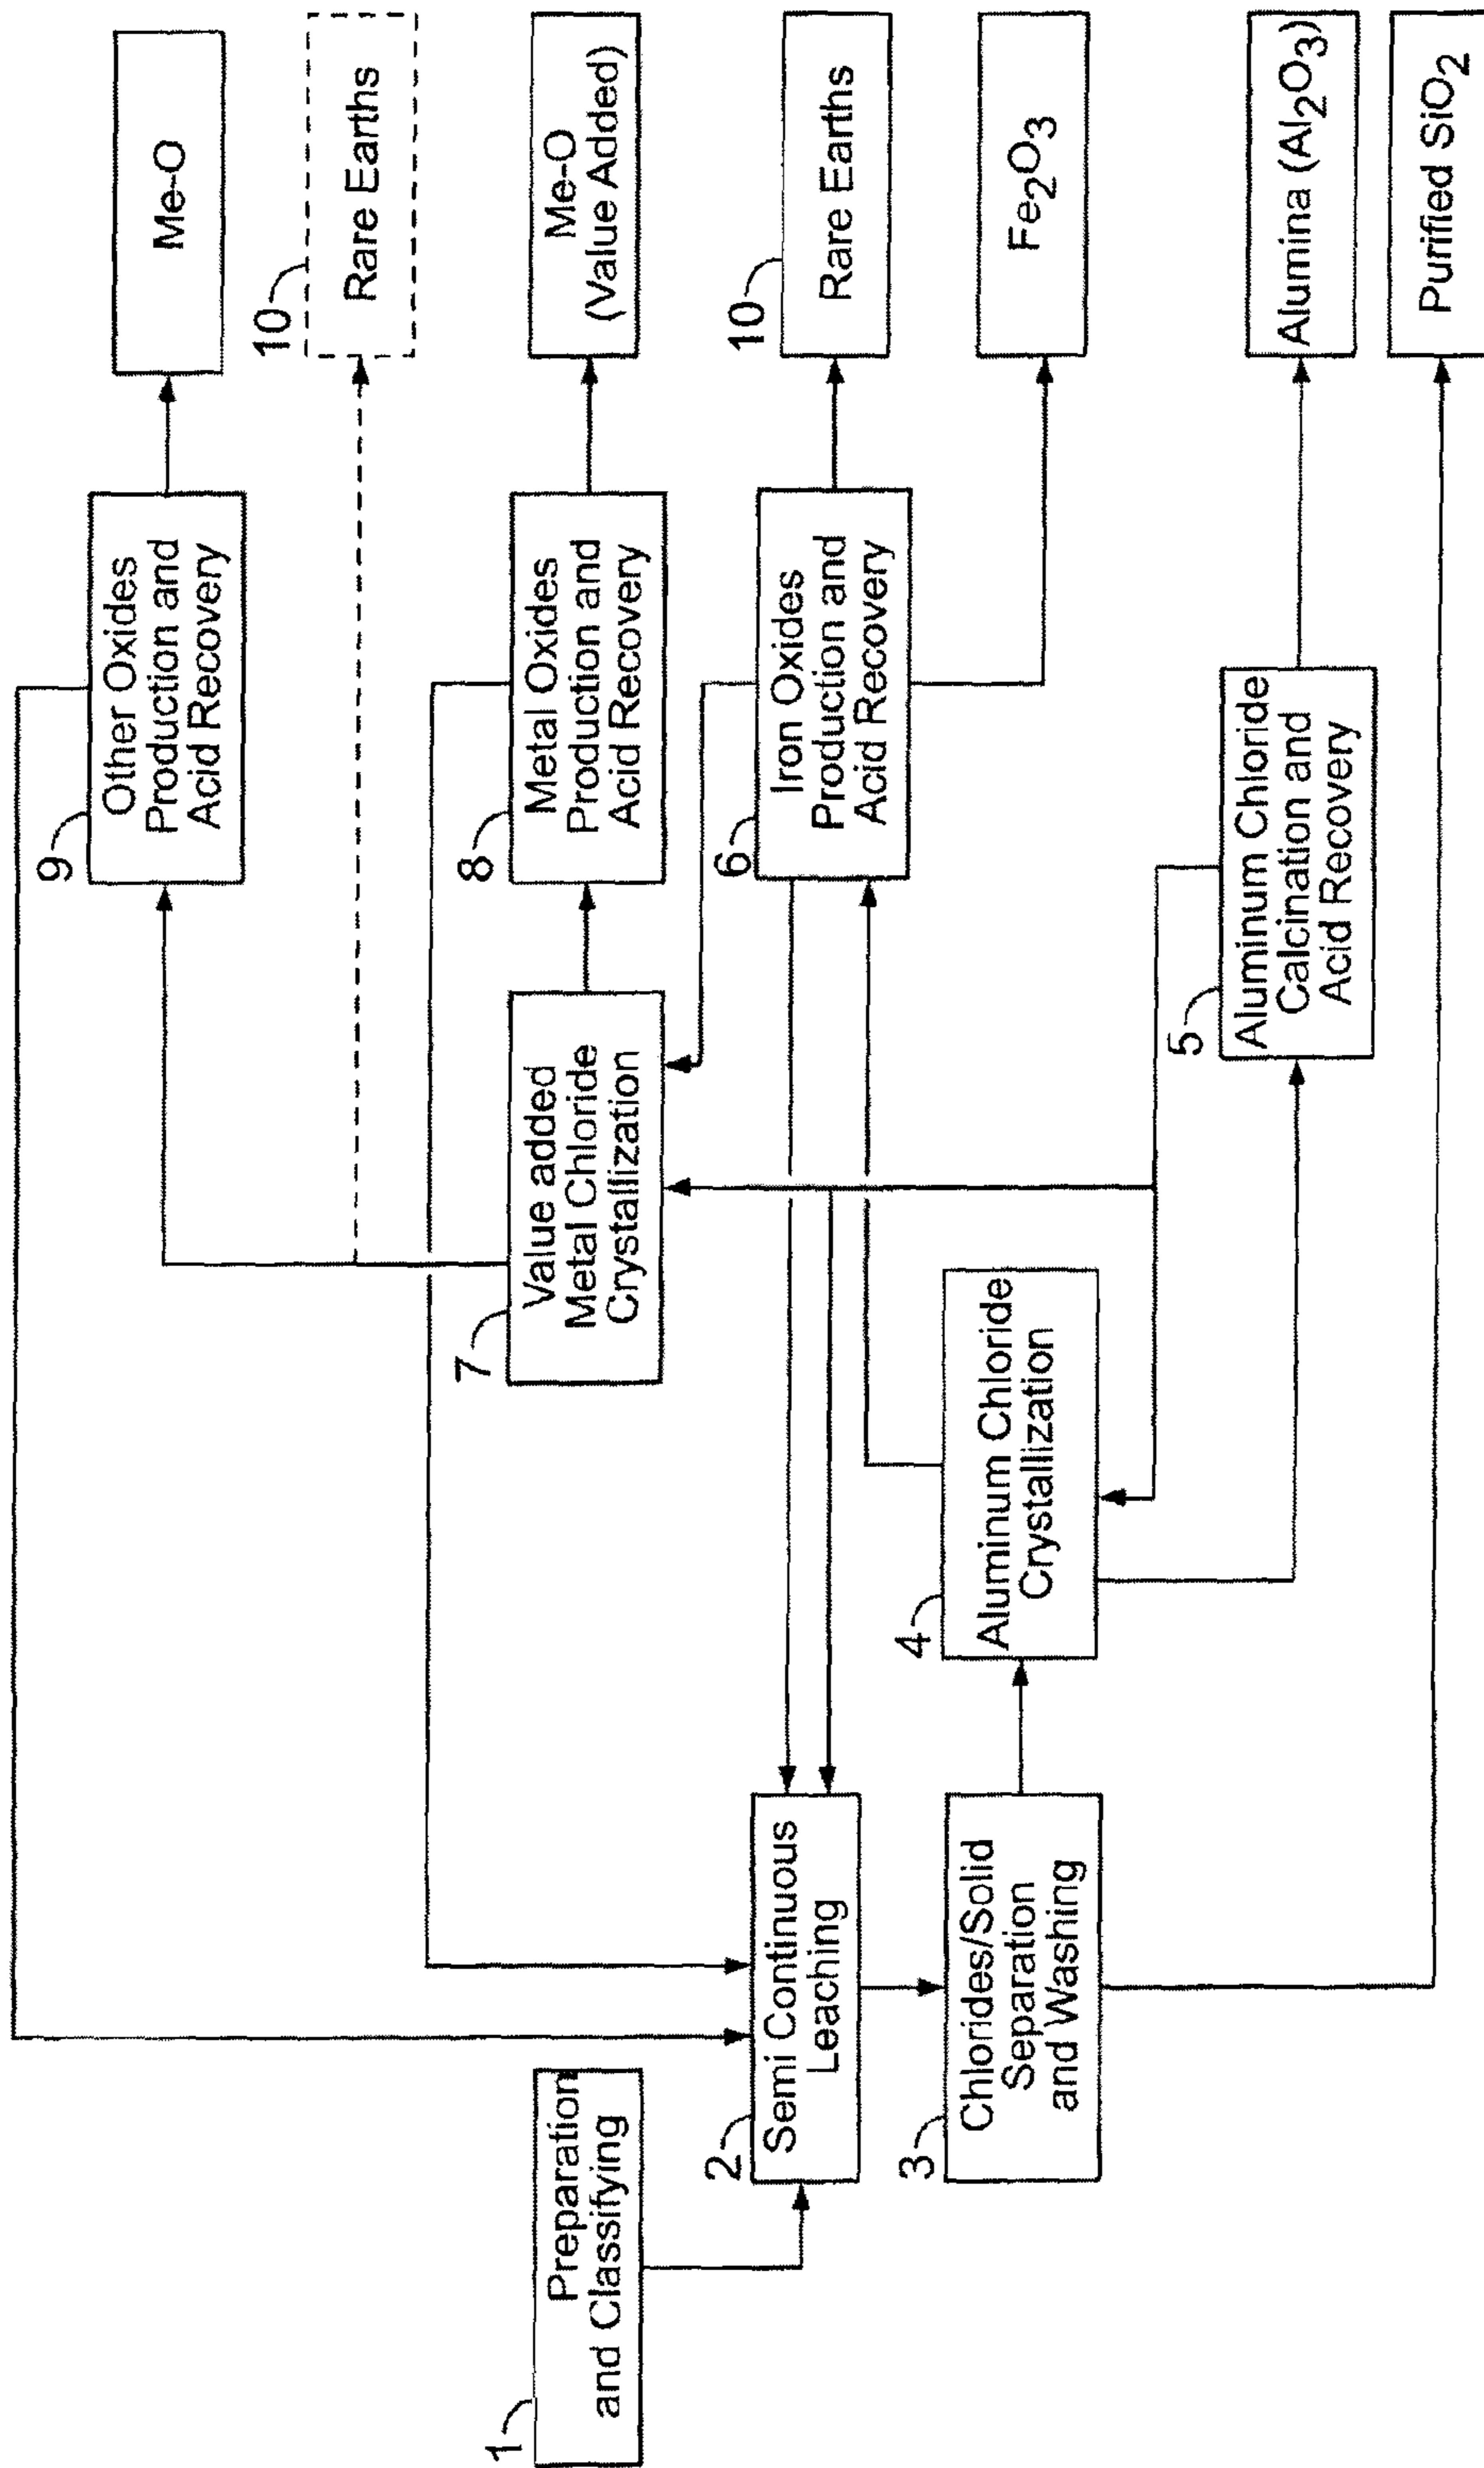 1
Preparation
and Classifying
2
Semi Continuous
Leaching
3
Chlorides/Solid
Separation
and Washing
4
Aluminum Chloride
Crystallization
5
Aluminum Chloride
Calcination and
Acid Recovery
6
Iron Oxides
Production and
Acid Recovery
7
Value added
Metal Chloride
Crystallization
8
Metal Oxides
Production and
Acid Recovery
9
Other Oxides
Production and
Acid Recovery
Me-O
10
Rare Earths
Me-O
(Value Added)
10
Rare Earths
Fe2O3
Alumina (Al2O3)
Purified SiO2